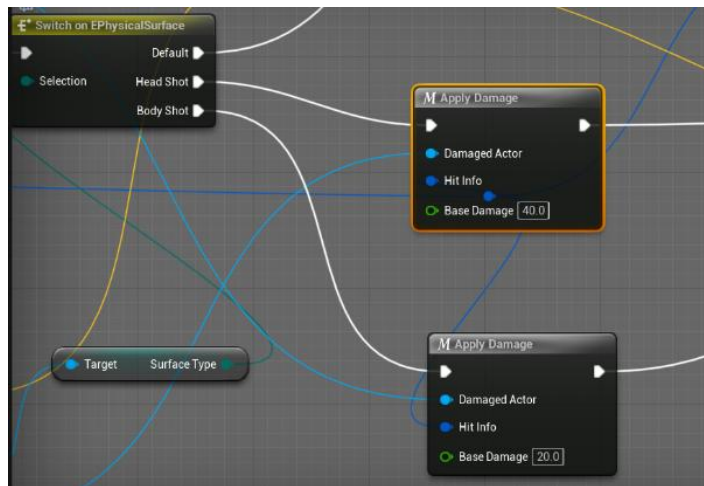 Switch on EPhysicalSurface
Default
Selection
Head Shot
Body Shot
M Apply Damage
Damaged Actor
Hit Info
Base Damage 40.0
Target
Surface Type
M Apply Damage
Damaged Actor
Hit Info
Base Damage 20.0